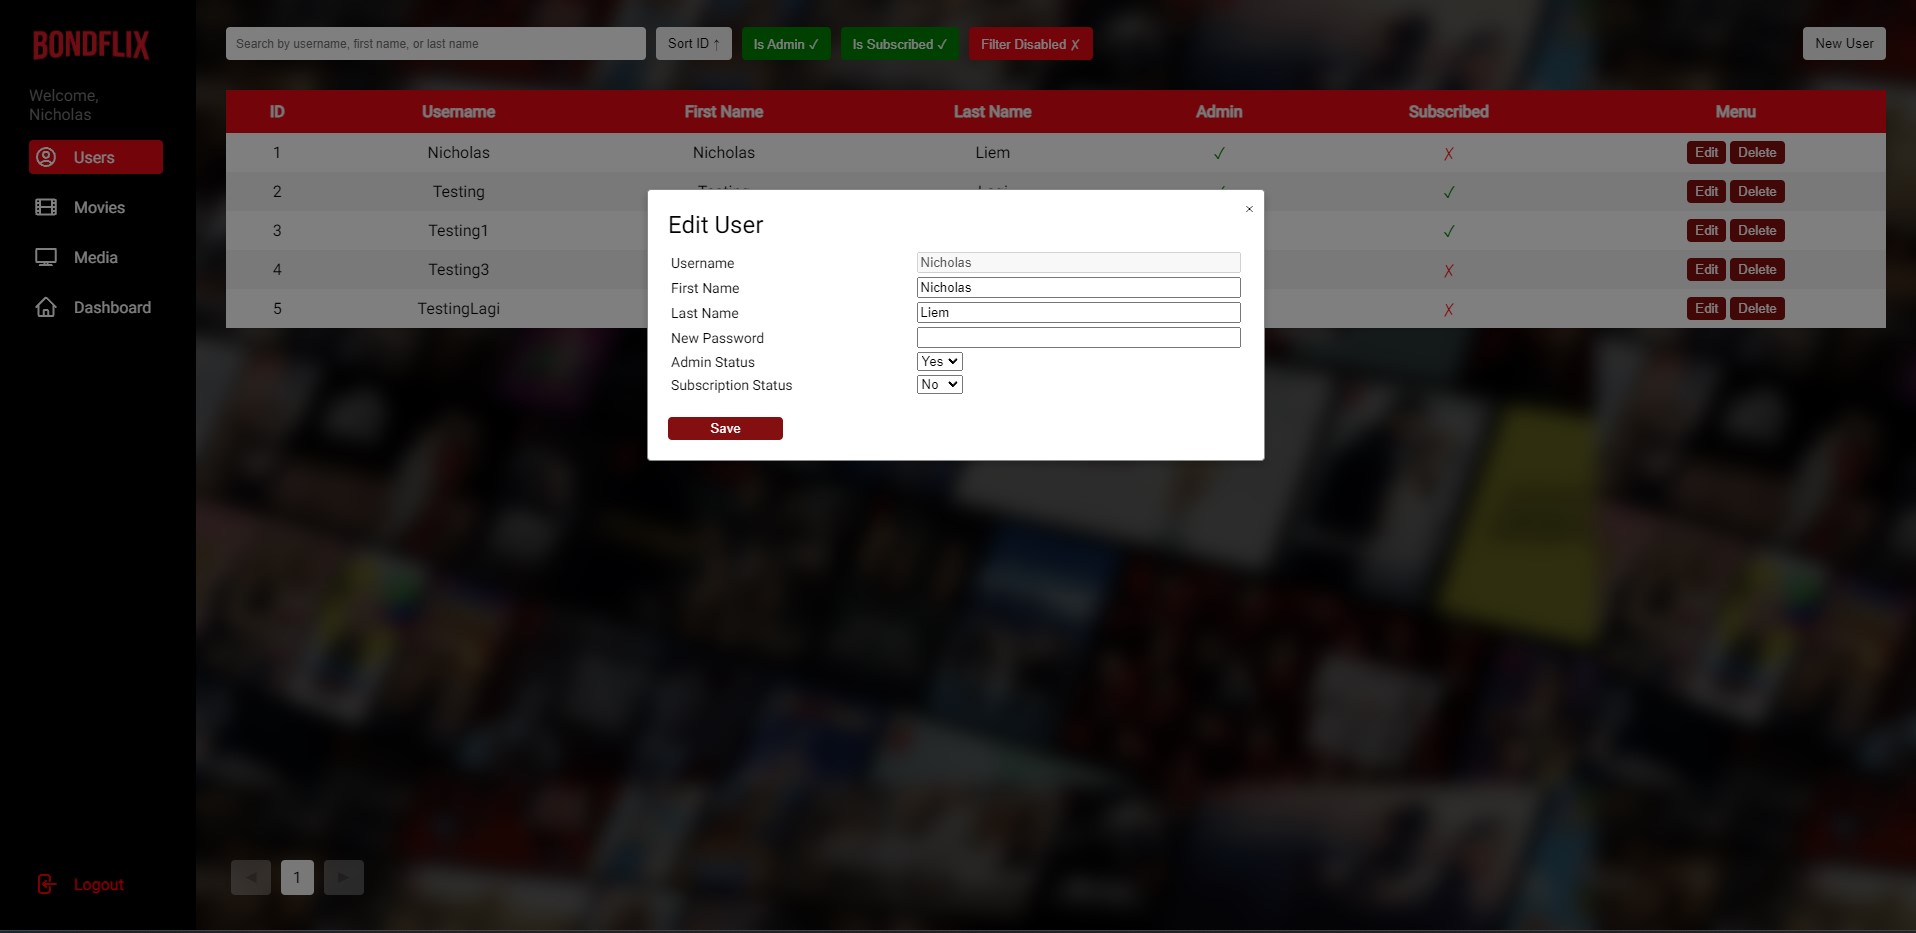 BONDFLIX
Welcome,
Nicholas
Users
Movies
Media
Dashboard
Logout
Search by username, first name, or last name
Sort ID ↑
Is Admin ✓
Is Subscribed ✓
Filter Disabled ✗
New User
ID Username First Name Last Name Admin Subscribed Menu
1 Nicholas Nicholas Liem ✓ ✗ Edit Delete
2 Testing ✓ Edit Delete
3 Testing1 ✓ Edit Delete
4 Testing3 ✗ Edit Delete
5 TestingLagi ✗ Edit Delete
×
Edit User
Username Nicholas
First Name Nicholas
Last Name Liem
New Password
Admin Status Yes
Subscription Status No
Save
◄ 1 ►